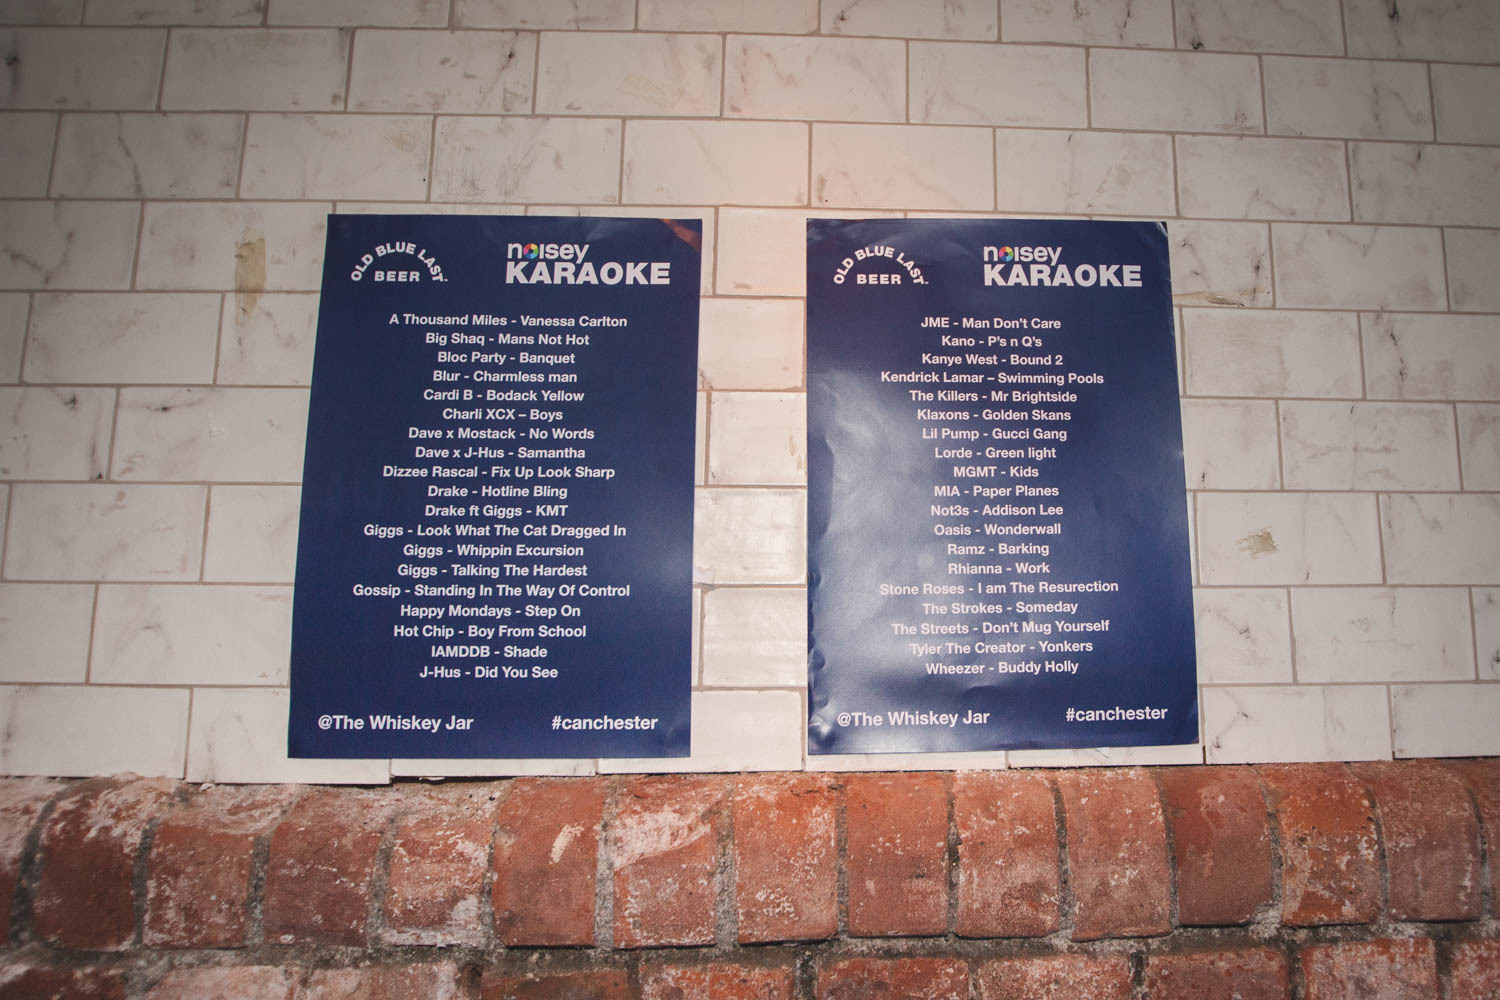 OLD BLUE LAST
BEER
noisey
KARAOKE
A Thousand Miles - Vanessa Carlton
Big Shaq - Mans Not Hot
Bloc Party - Banquet
Blur - Charmless man
Cardi B - Bodack Yellow
Charli XCX – Boys
Dave x Mostack - No Words
Dave x J-Hus - Samantha
Dizzee Rascal - Fix Up Look Sharp
Drake - Hotline Bling
Drake ft Giggs - KMT
Giggs - Look What The Cat Dragged In
Giggs - Whippin Excursion
Giggs - Talking The Hardest
Gossip - Standing In The Way Of Control
Happy Mondays - Step On
Hot Chip - Boy From School
IAMDDB - Shade
J-Hus - Did You See
@The Whiskey Jar
#canchester
OLD BLUE LAST
BEER
noisey
KARAOKE
JME - Man Don't Care
Kano - P's n Q's
Kanye West - Bound 2
Kendrick Lamar – Swimming Pools
The Killers - Mr Brightside
Klaxons - Golden Skans
Lil Pump - Gucci Gang
Lorde - Green light
MGMT - Kids
MIA - Paper Planes
Not3s - Addison Lee
Oasis - Wonderwall
Ramz - Barking
Rhianna - Work
Stone Roses - I am The Resurection
The Strokes - Someday
The Streets - Don't Mug Yourself
Tyler The Creator - Yonkers
Wheezer - Buddy Holly
@The Whiskey Jar
#canchester